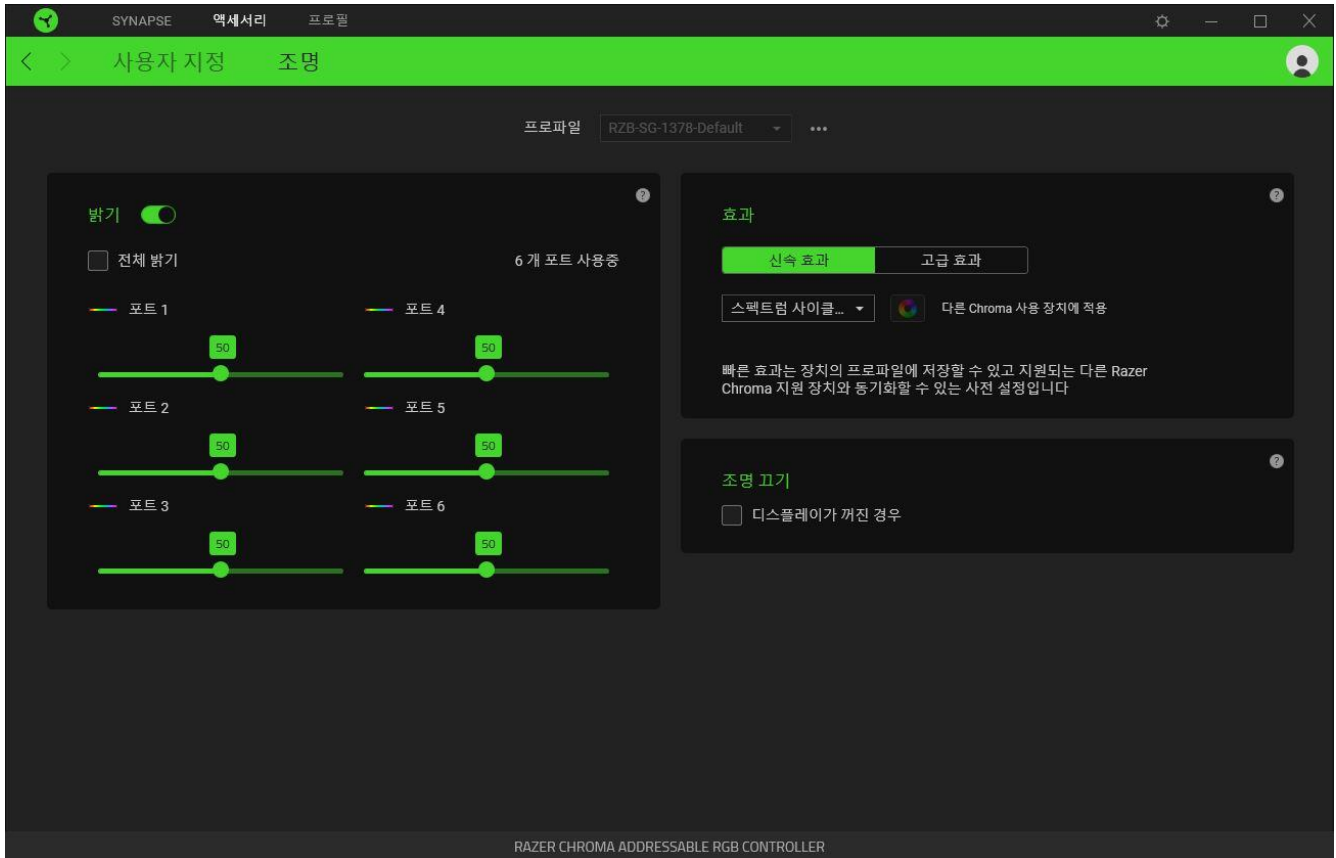 SYNAPSE 액세서리 프로필
사용자 지정 조명
프로파일 RZB-SG-1378-Default
밝기
전체 밝기 6 개 포트 사용중
포트 1 포트 4
50 50
포트 2 포트 5
50 50
포트 3 포트 6
50 50
효과
신속 효과 고급 효과
스펙트럼 사이클... 다른 Chroma 사용 장치에 적용
빠른 효과는 장치의 프로파일에 저장할 수 있고 지원되는 다른 Razer
Chroma 지원 장치와 동기화할 수 있는 사전 설정입니다
조명 끄기
디스플레이가 꺼진 경우
RAZER CHROMA ADDRESSABLE RGB CONTROLLER